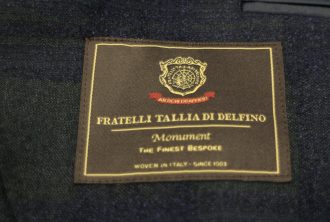 FRATELLI TALLIA DI DELFINO
Monument
THE FINEST BESPOKE
WOVEN IN ITALY - SINCE 1903